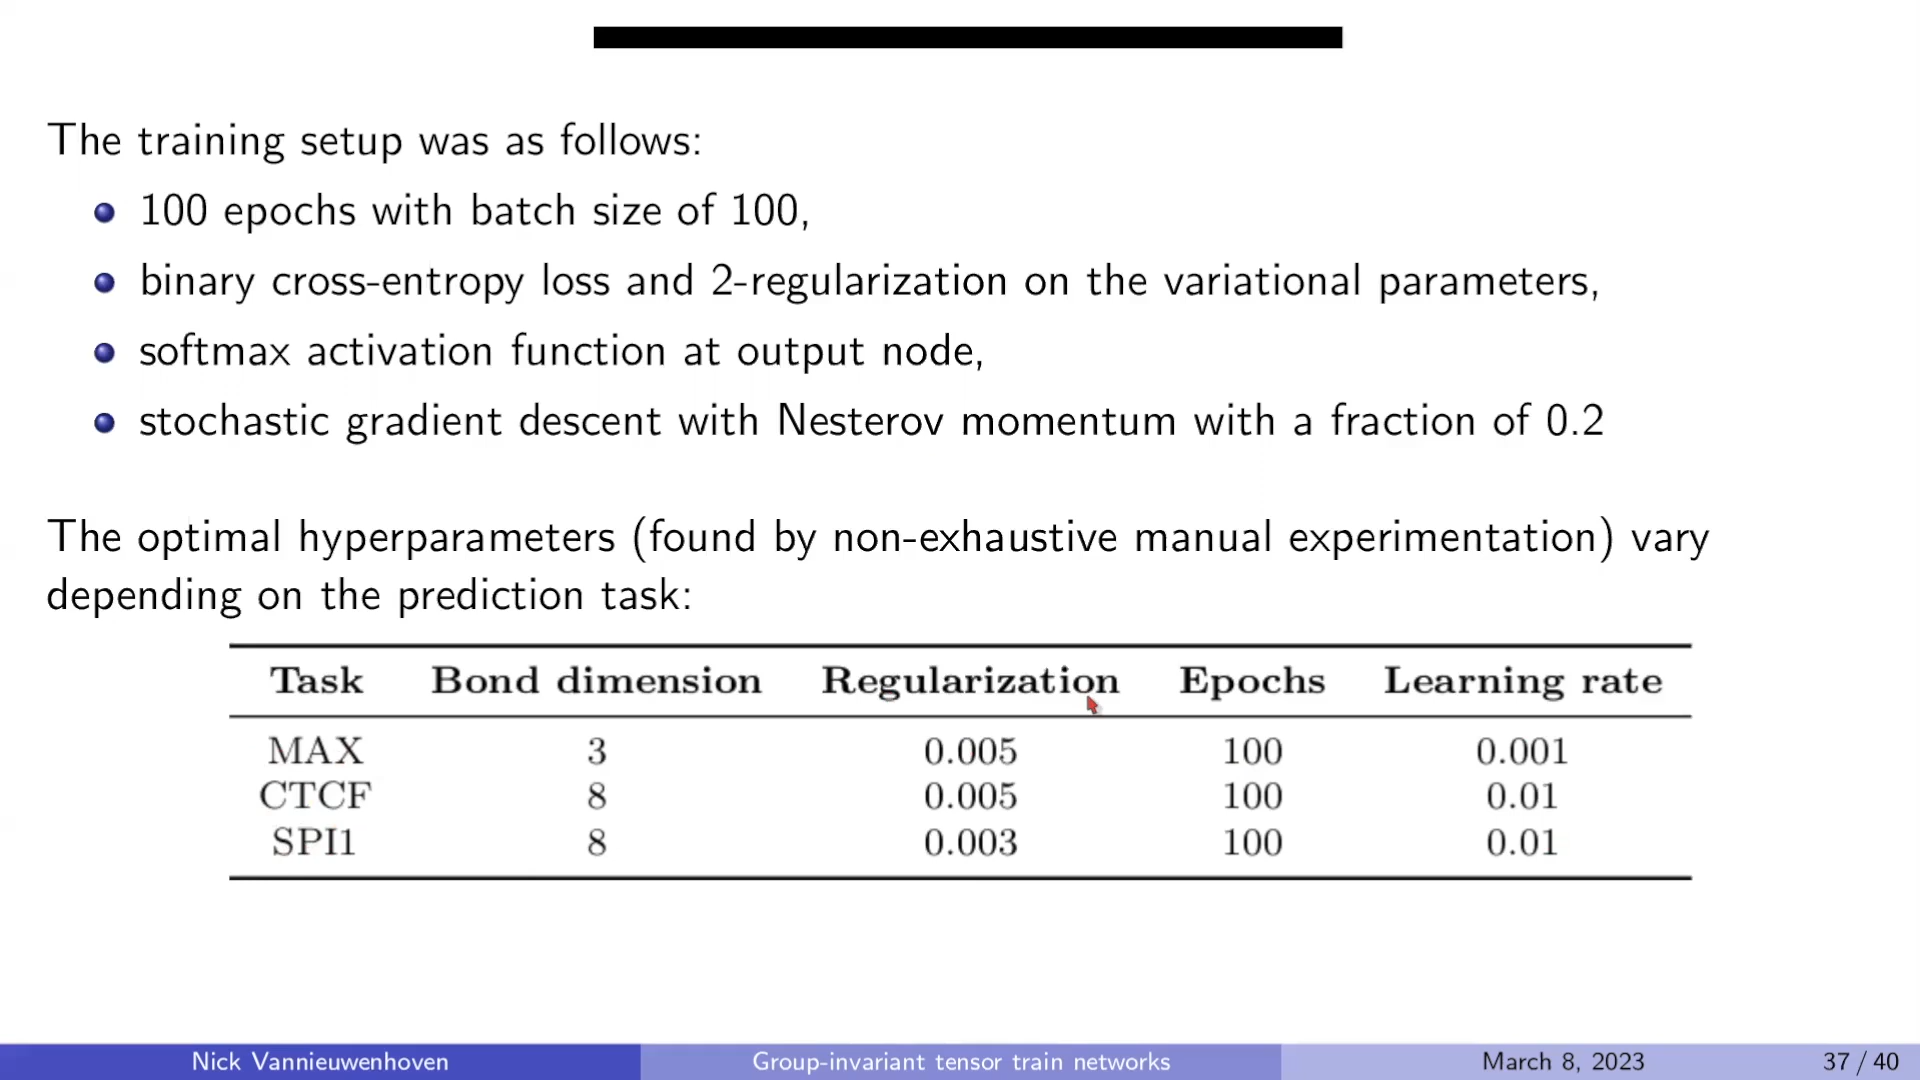 The training setup was as follows:
100 epochs with batch size of 100,
binary cross-entropy loss and 2-regularization on the variational parameters,
softmax activation function at output node,
stochastic gradient descent with Nesterov momentum with a fraction of 0.2
The optimal hyperparameters (found by non-exhaustive manual experimentation) vary
depending on the prediction task:
Task Bond dimension Regularization Epochs Learning rate
MAX 3 0.005 100 0.001
CTCF 8 0.005 100 0.01
SPI1 8 0.003 100 0.01
Nick Vannieuwenhoven Group-invariant tensor train networks March 8, 2023 37 / 40